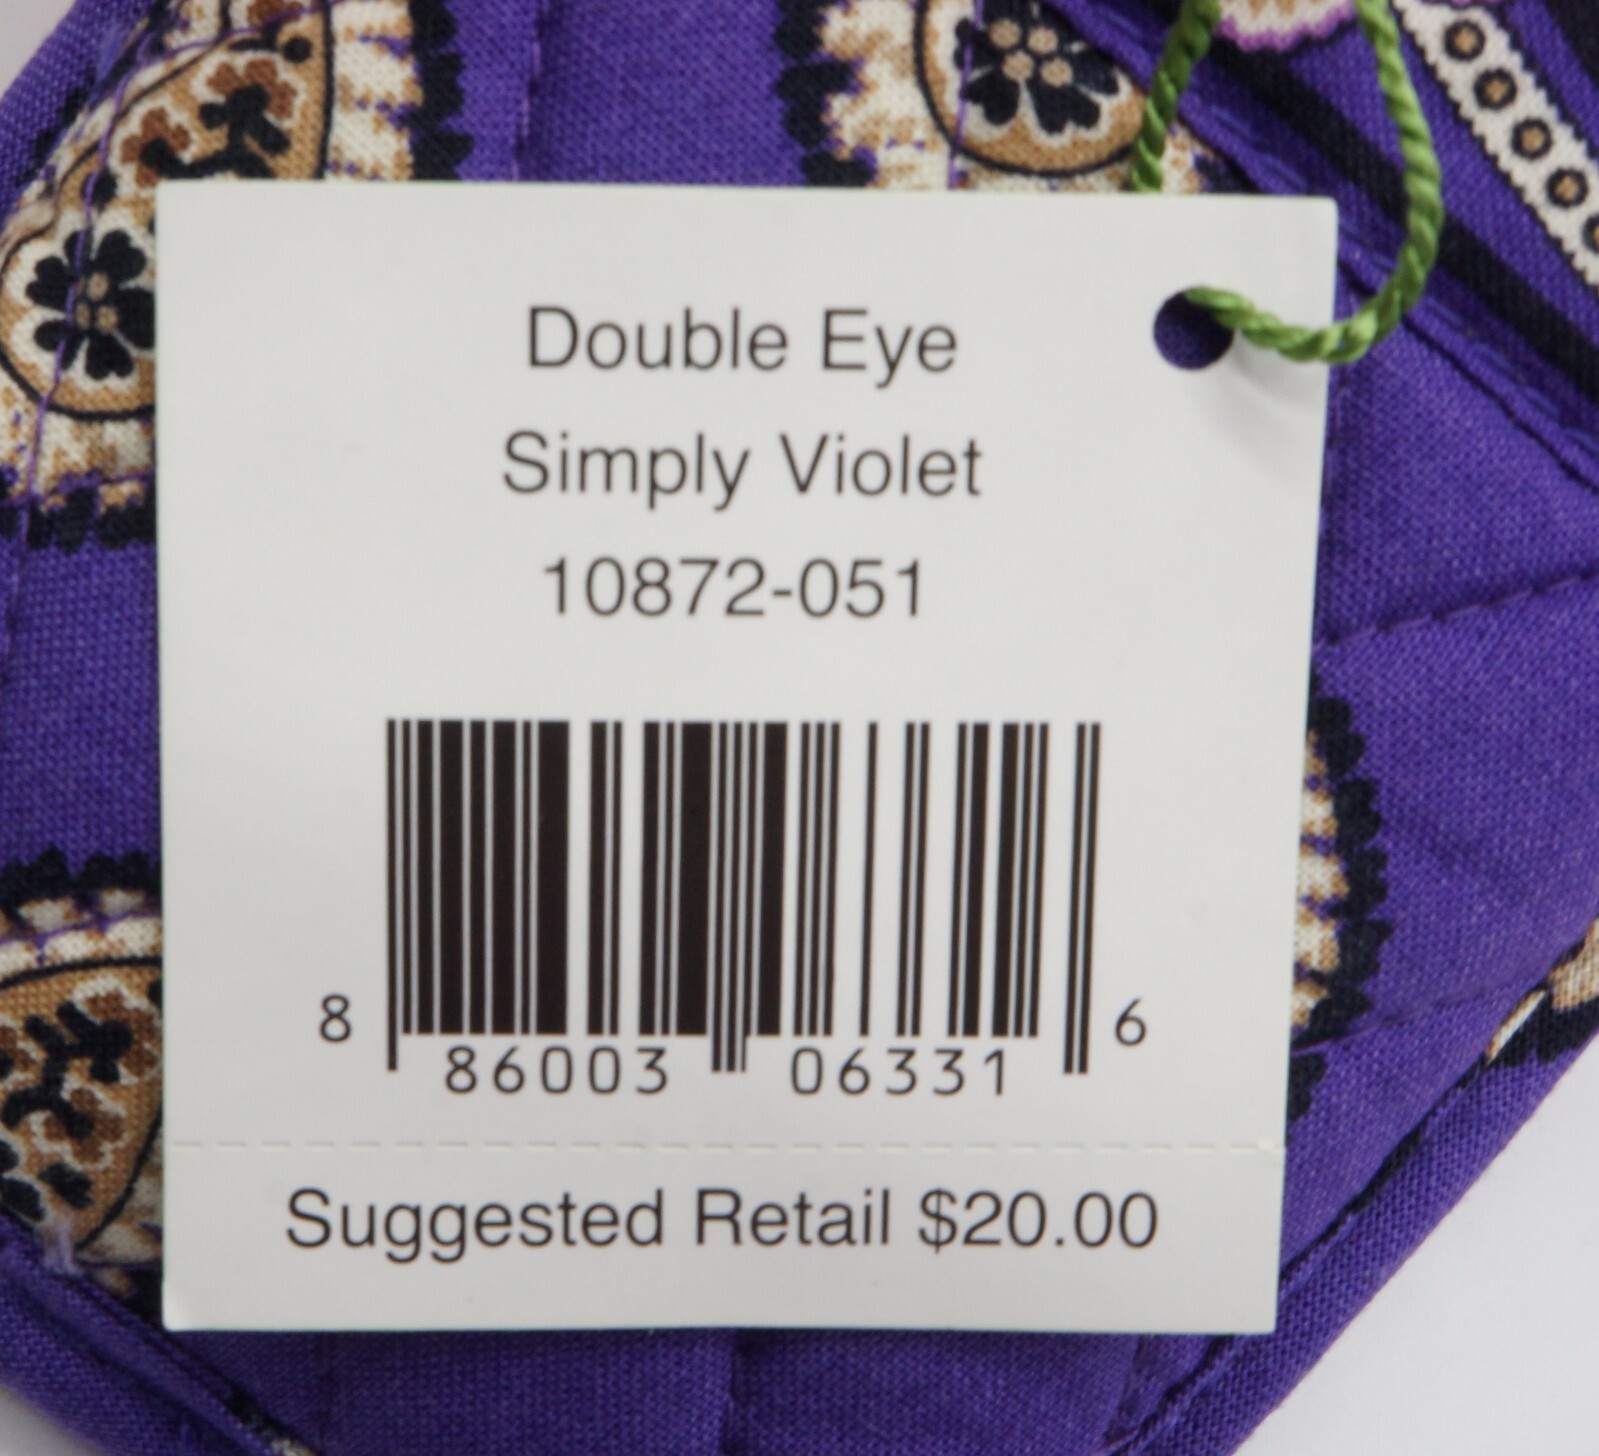 Double Eye
Simply Violet
10872-051
8 86003 06331 6
Suggested Retail $20.00